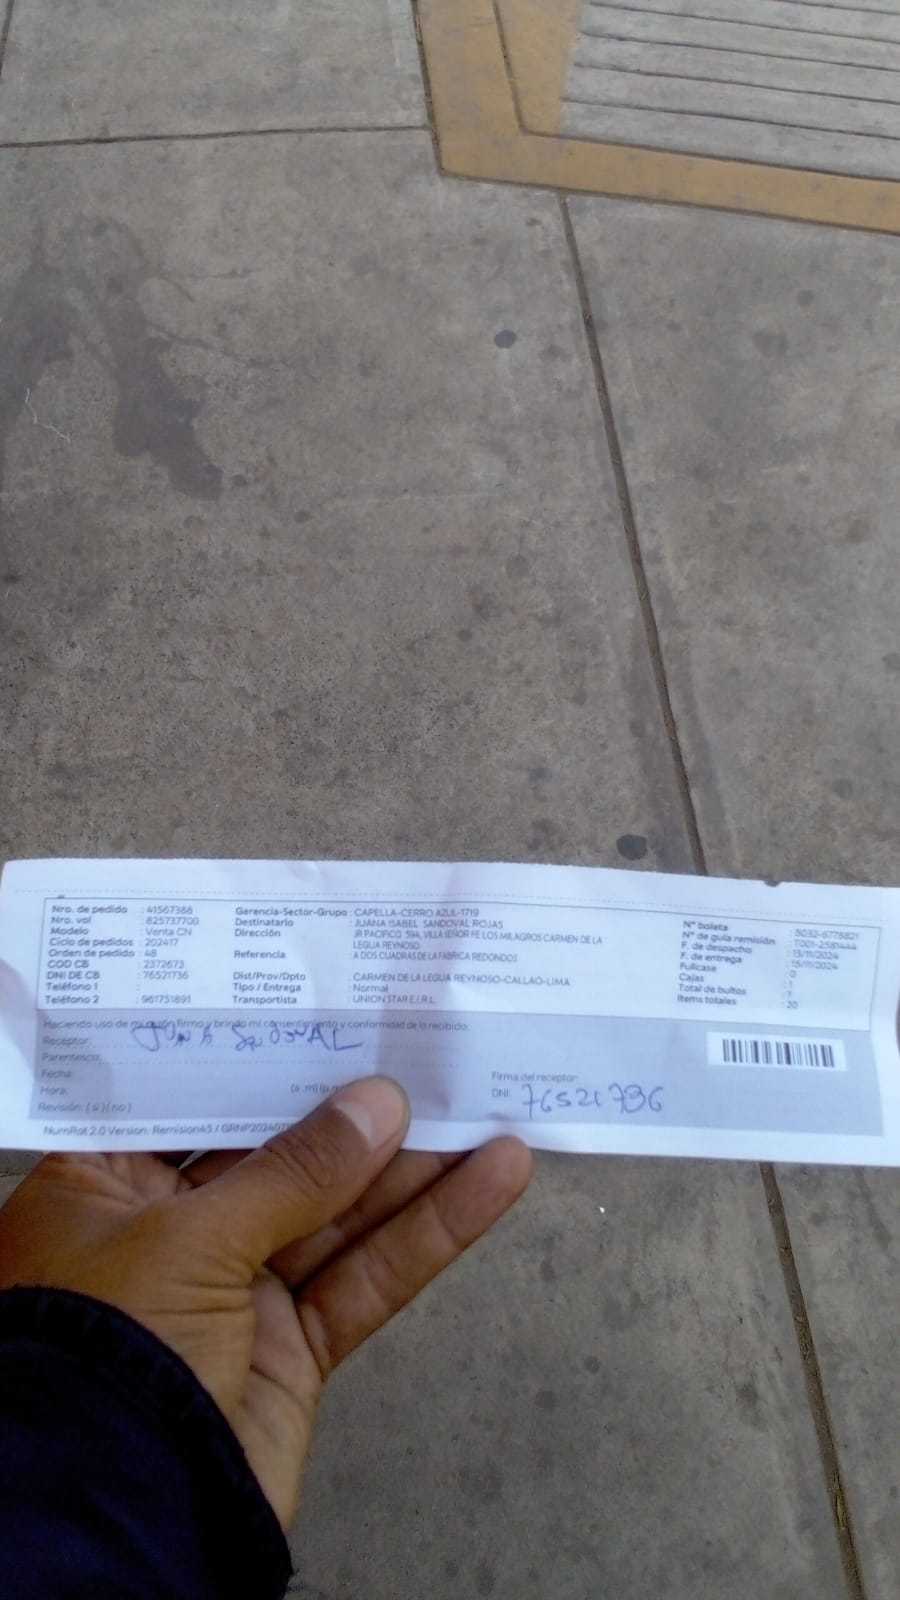 Nro. de pedido : 41567388
Nro. vol : 825737700
Modelo : Venta CN
Ciclo de pedidos : 202417
Orden de pedido : 48
COD CB : 2372673
DNI DE CB : 76521736
Teléfono 1 :
Teléfono 2 : 961751891
Gerencia-Sector-Grupo : CAPELLA-CERRO AZUL-1719
Destinatario : JUANA ISABEL SANDOVAL ROJAS
Dirección : JR PACIFICO 594, VILLA SEÑOR FE LOS MILAGROS CARMEN DE LA
LEGUA REYNOSO
Referencia : A DOS CUADRAS DE LA FABRICA REDONDOS
Dist/Prov/Dpto : CARMEN DE LA LEGUA REYNOSO-CALLAO-LIMA
Tipo / Entrega : Normal
Transportista : UNION STAR E.I.R.L.
N° boleta : B032-6778821
N° de guia remisión : T001-2581444
F. de despacho : 13/11/2024
F. de entrega : 15/11/2024
Fullcase : 0
Cajas : 1
Total de bultos : 1
Items totales : 20
Haciendo uso de mi razón firmo y brindo mi consentimiento y conformidad de lo recibido:
Receptor:
Parentesco:
Fecha:
Hora: (a .m) (p.m)
Revisión: ( si ) ( no )
Firma del receptor:
DNI: 76521736
NumRot 2.0 Version: Remision43 /